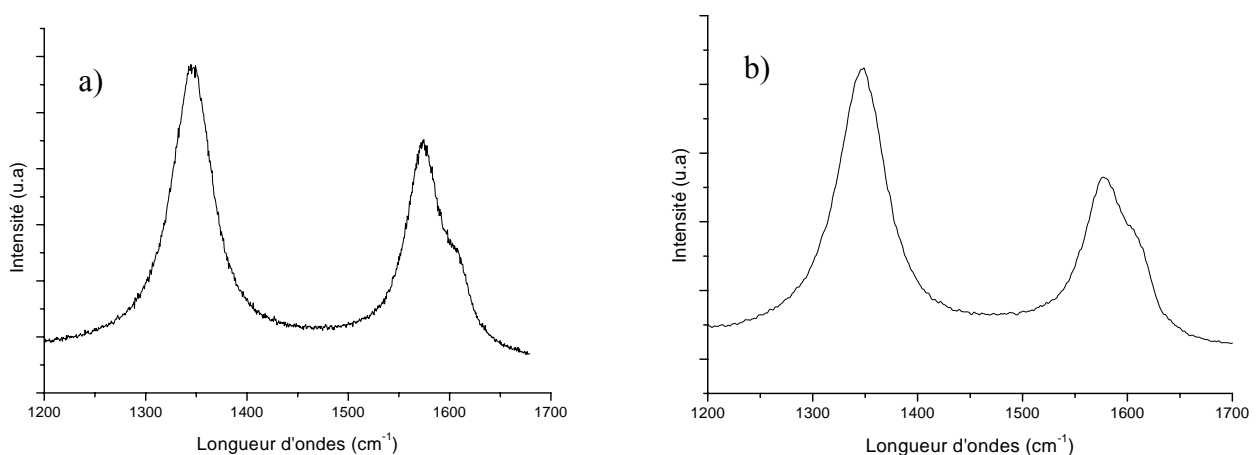 a)
Intensité (u.a)
1200 1300 1400 1500 1600 1700
Longueur d'ondes (cm-1)
b)
Intensité (u.a)
1200 1300 1400 1500 1600 1700
Longueur d'ondes (cm-1)